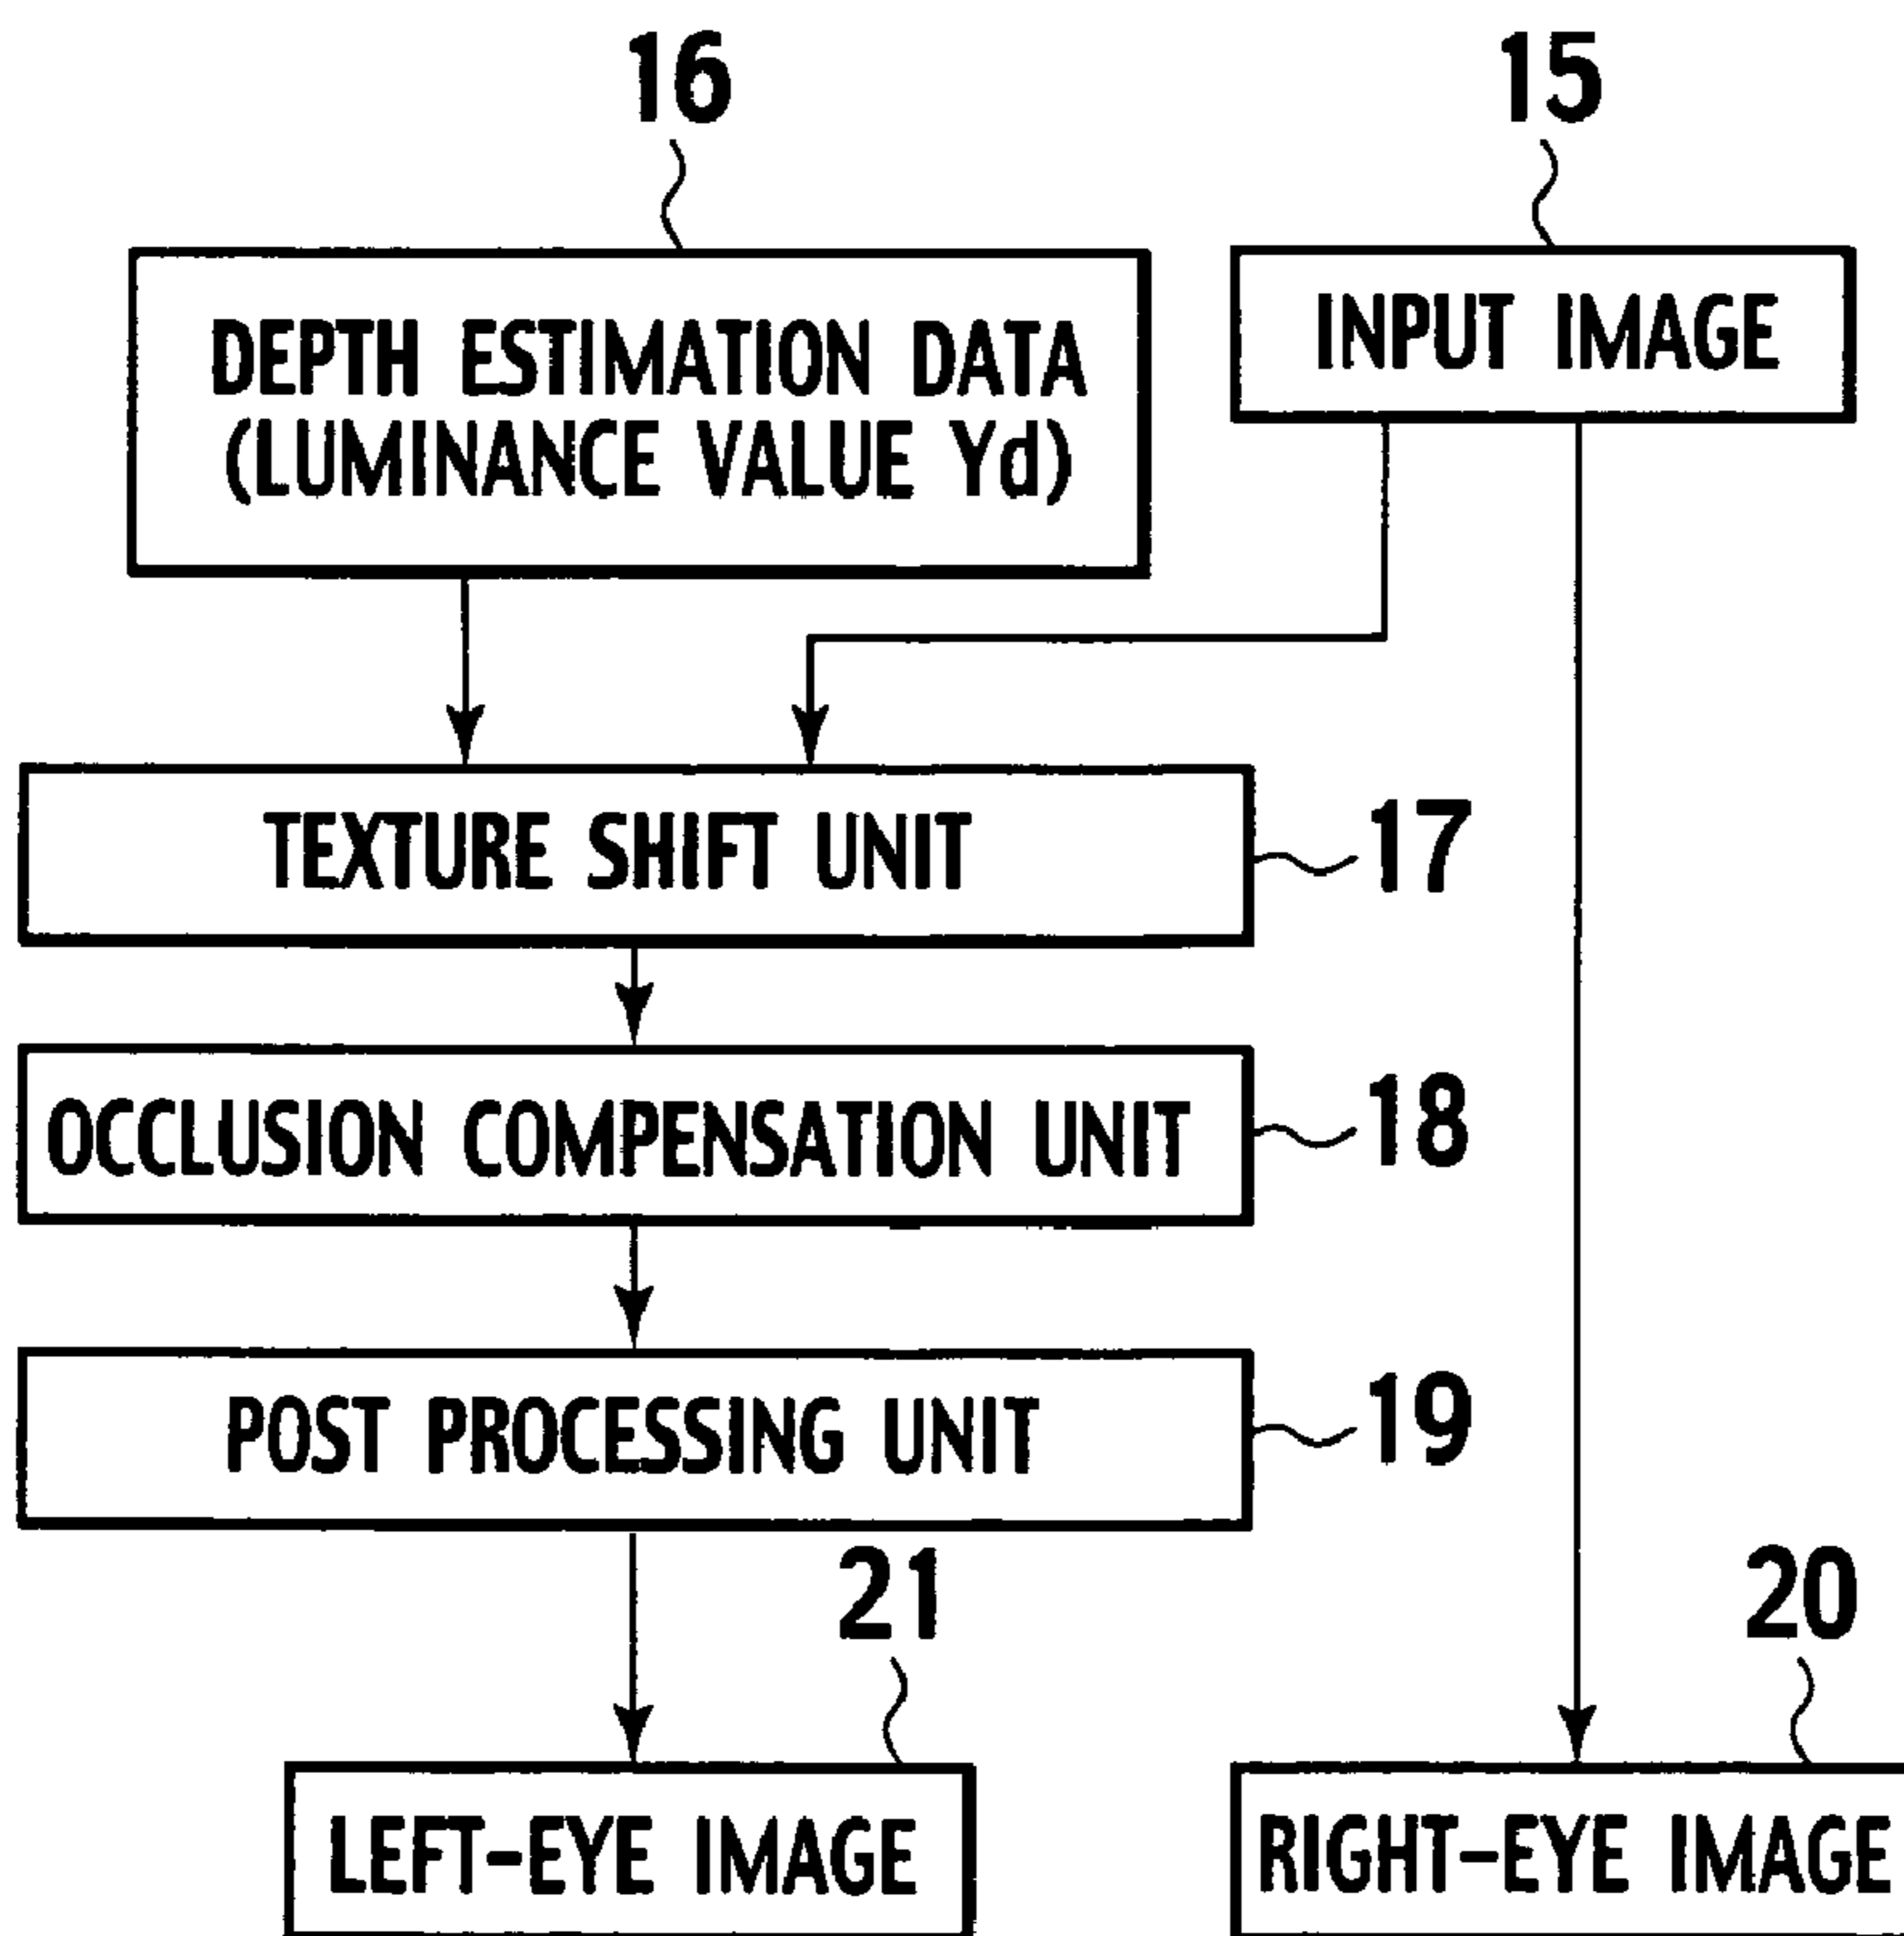 16
15
DEPTH ESTIMATION DATA
(LUMINANCE VALUE Yd)
INPUT IMAGE
TEXTURE SHIFT UNIT
17
OCCLUSION COMPENSATION UNIT
18
POST PROCESSING UNIT
19
21
20
LEFT-EYE IMAGE
RIGHT-EYE IMAGE